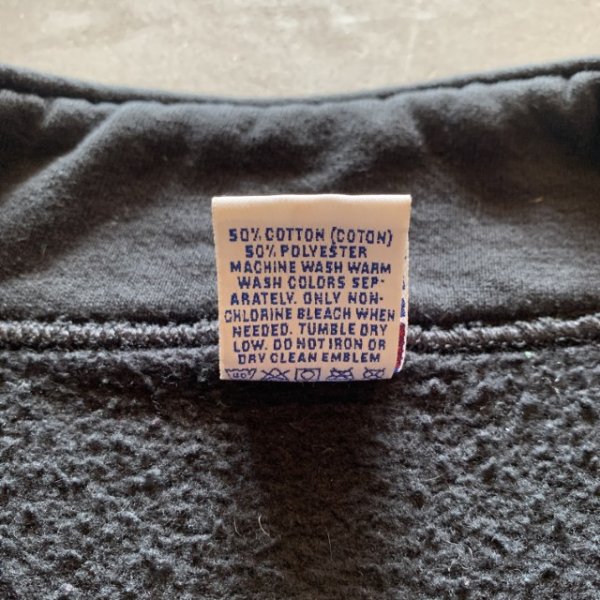 50% COTTON (COTON)
50% POLYESTER
MACHINE WASH WARM
WASH COLORS SEP-
ARATELY. ONLY NON-
CHLORINE BLEACH WHEN
NEEDED. TUMBLE DRY
LOW. DO NOT IRON OR
DRY CLEAN EMBLEM
40°